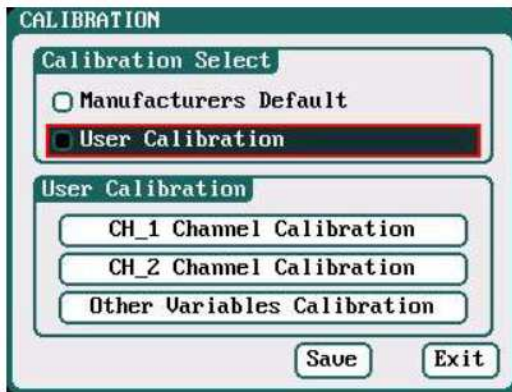 CALIBRATION
Calibration Select
Manufacturers Default
User Calibration
User Calibration
CH_1 Channel Calibration
CH_2 Channel Calibration
Other Variables Calibration
Save Exit